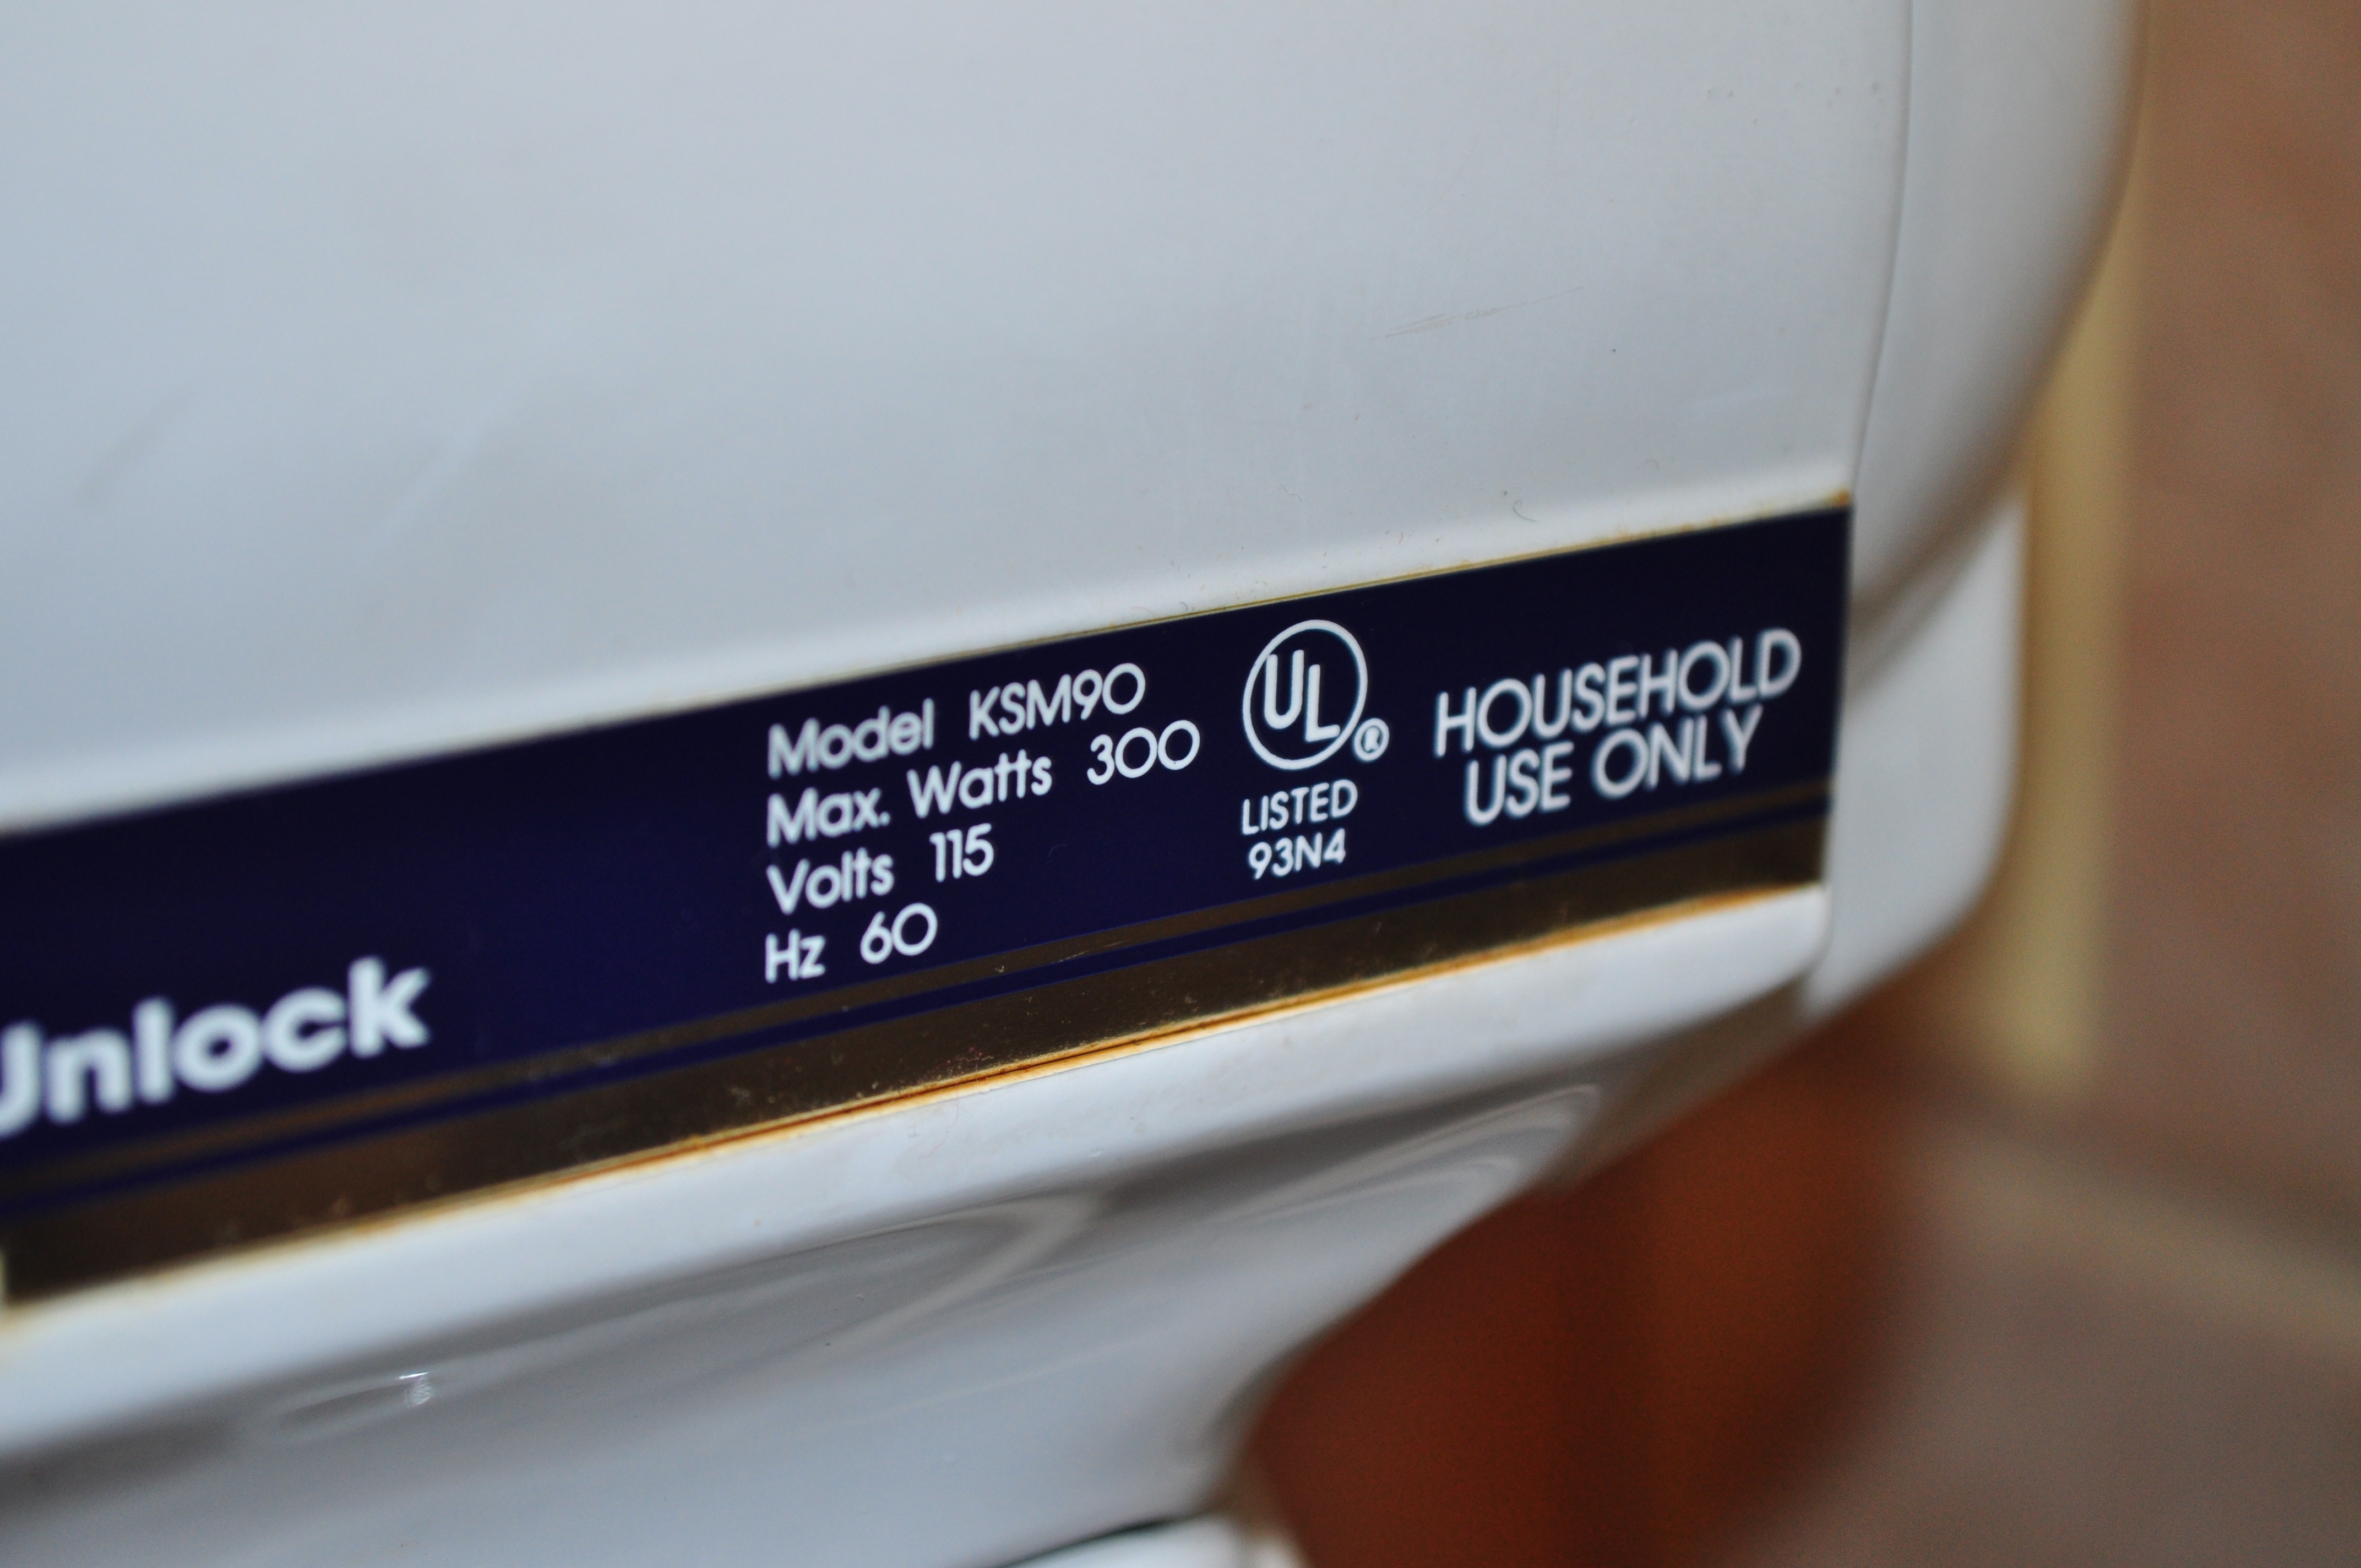 Unlock
Model KSM90
Max. Watts 300
Volts 115
Hz 60
UL®
LISTED
93N4
HOUSEHOLD
USE ONLY